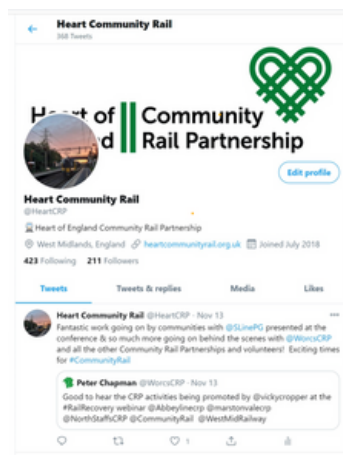 Heart Community Rail
368 Tweets
Heart of Community
Rail Partnership
Edit profile
Heart Community Rail
@HeartCRP
Heart of England Community Rail Partnership
West Midlands, England heartcommunityrail.org.uk Joined July 2018
423 Following 211 Followers
Tweets Tweets & replies Media Likes
Heart Community Rail @HeartCRP · Nov 13
Fantastic work going on by communities with @SLinePG presented at the
conference & so much more going on behind the scenes with @WorcsCRP
and all the other Community Rail Partnerships and volunteers! Exciting times
for #CommunityRail
Peter Chapman @WorcsCRP · Nov 13
Good to hear the CRP activities being promoted by @vickycropper at the
#RailRecovery webinar @Abbeylinecrp @marstonvalecrp
@NorthStaffsCRP @CommunityRail @WestMidRailway
1